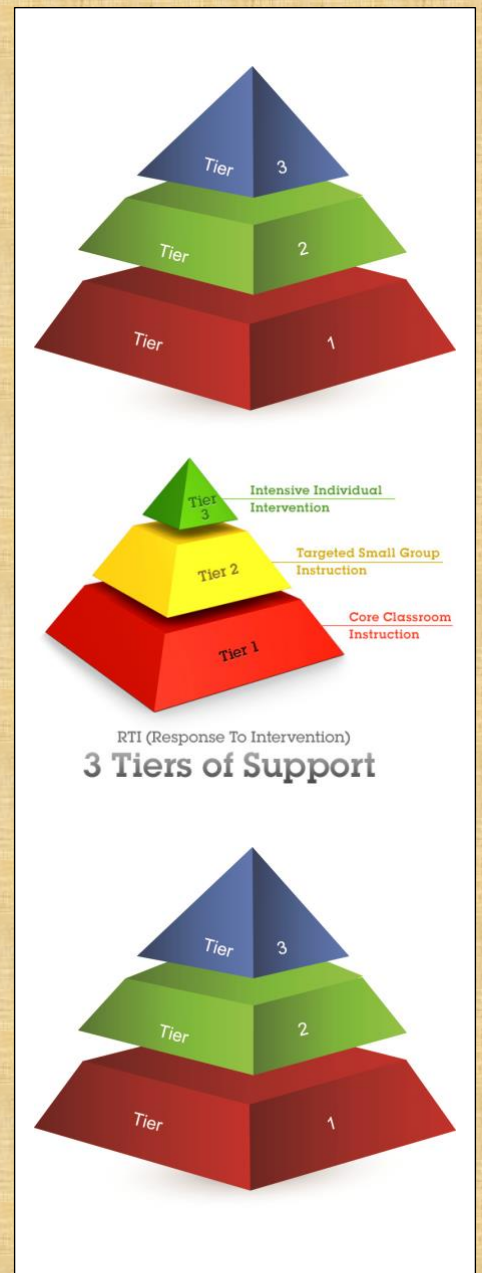 Tier 3
Tier 2
Tier 1
Tier
3
Intensive Individual
Intervention
Tier 2
Targeted Small Group
Instruction
Tier 1
Core Classroom
Instruction
RTI (Response To Intervention)
3 Tiers of Support
Tier 3
Tier 2
Tier 1